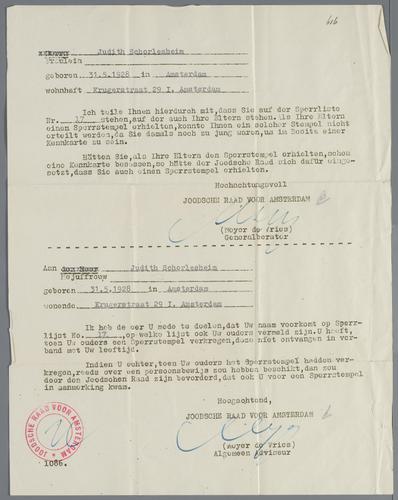 616
Judith Schorlesheim
Fräulein
geboren 31.5.1928 in Amsterdam
wohnhaft Krugerstraat 29 I. Amsterdam
Ich teile Ihnen hierdurch mit, dass Sie auf der Sperrliste
Nr. 17 stehen, auf der auch Ihre Eltern stehen. Als Ihre Eltern
einen Sperrstempel erhielten, konnte Ihnen ein solcher Stempel nicht
erteilt werden, da Sie damals noch zu jung waren, um im Besitz einer
Kennkarte zu sein.
Hätten Sie, als Ihre Eltern den Sperrstempel erhielten, schon
eine Kennkarte besessen, so hätte der Joodsche Raad sich dafür einge-
setzt, dass Sie auch einen Sperrstempel erhielten.
Hochachtungsvoll
JOODSCHE RAAD VOOR AMSTERDAM
(Meyer de Vries)
Generalberater
Aan Judith Schorlesheim
Mejuffrouw
geboren 31.5.1928 in Amsterdam
wonende Krugerstraat 29 I. Amsterdam
Ik heb de eer U mede te deelen, dat Uw naam voorkomt op Sperr-
lijst No. 17, op welke lijst ook Uw ouders vermeld zijn. U heeft,
toen Uw ouders een Sperrstempel verkregen, deze niet ontvangen in ver-
band met Uw leeftijd.
Indien U echter, toen Uw ouders het Sperrstempel hadden ver-
kregen, reeds over een persoonsbewijs zou hebben beschikt, dan zou
door den Joodschen Raad zijn bevorderd, dat ook U voor een Sperrstempel
in aanmerking kwam.
Hoogachtend,
JOODSCHE RAAD VOOR AMSTERDAM
(Meyer de Vries)
Algemeen Adviseur
JOODSCHE RAAD VOOR AMSTERDAM
1086.